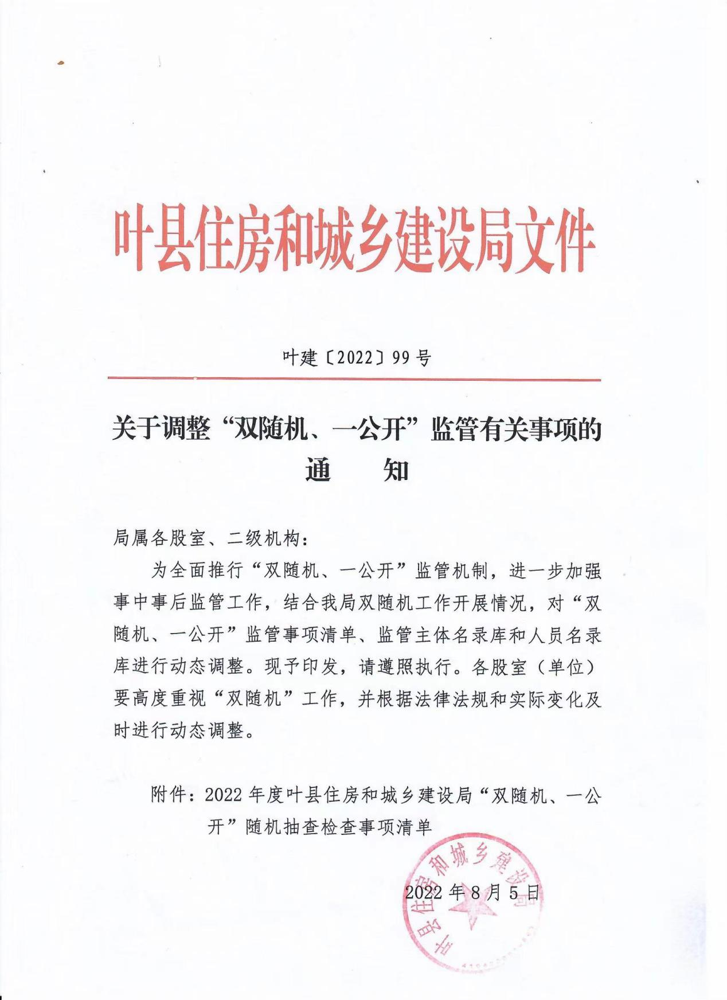 叶县住房和城乡建设局文件
叶建〔2022〕99号
关于调整“双随机、一公开”监管有关事项的
通 知
局属各股室、二级机构：
为全面推行“双随机、一公开”监管机制，进一步加强
事中事后监管工作，结合我局双随机工作开展情况，对“双
随机、一公开”监管事项清单、监管主体名录库和人员名录
库进行动态调整。现予印发，请遵照执行。各股室（单位）
要高度重视“双随机”工作，并根据法律法规和实际变化及
时进行动态调整。
附件：2022年度叶县住房和城乡建设局“双随机、一公
开”随机抽查检查事项清单
叶县住房和城乡建设局
2022年8月5日